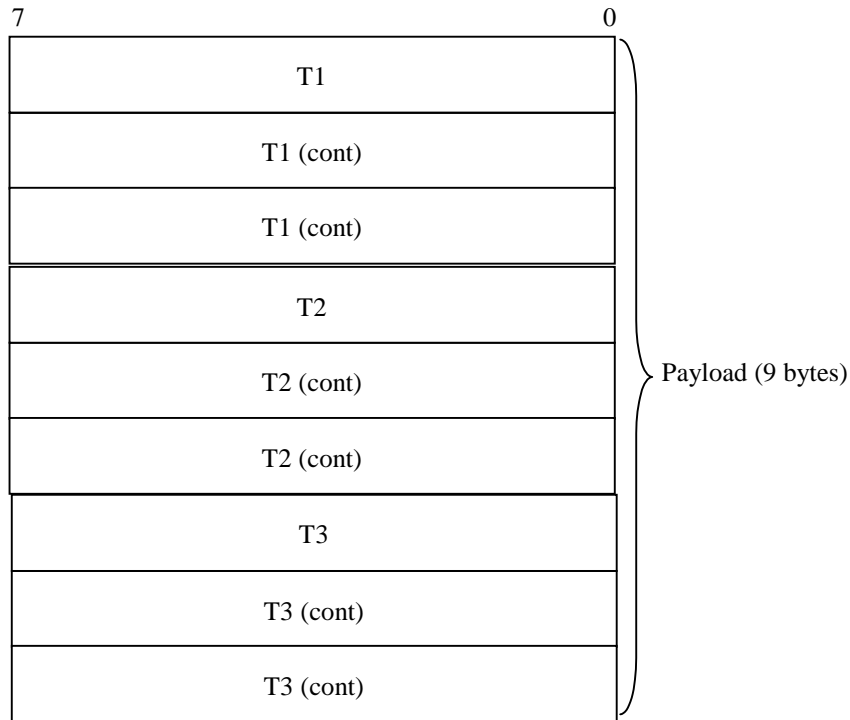 7 0
T1
T1 (cont)
T1 (cont)
T2
T2 (cont)
Payload (9 bytes)
T2 (cont)
T3
T3 (cont)
T3 (cont)